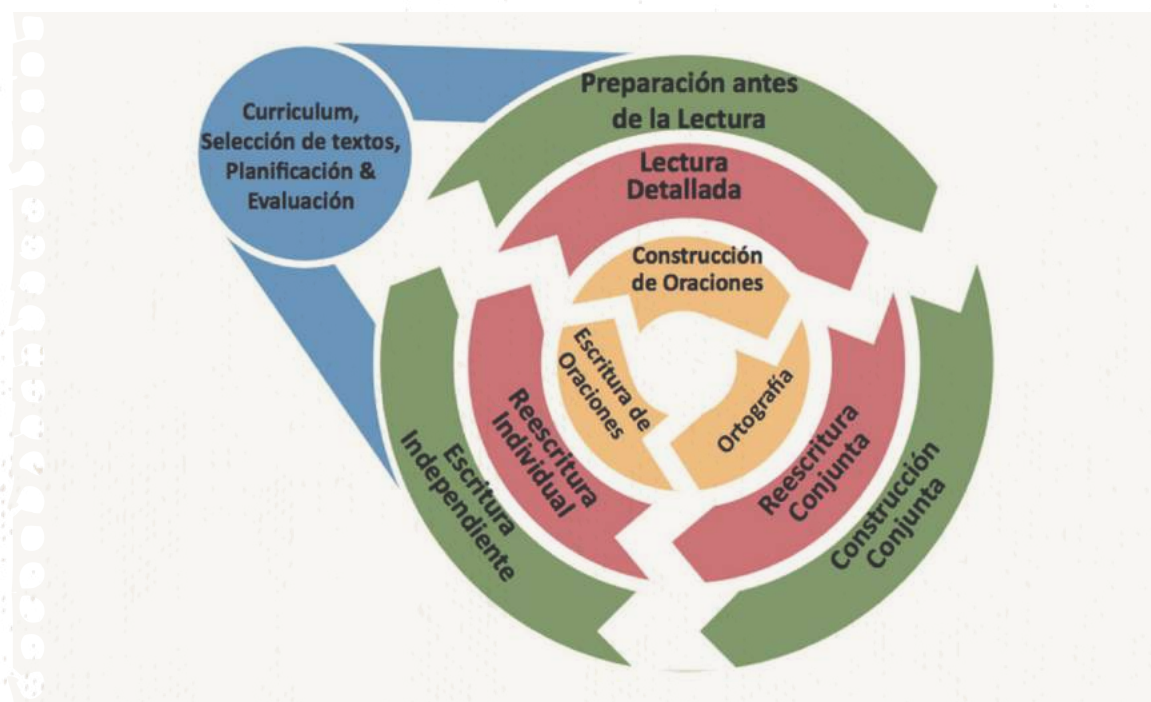 Curriculum,
Selección de textos,
Planificación &
Evaluación
Preparación antes
de la Lectura
Lectura
Detallada
Construcción
de Oraciones
Escritura de
Oraciones
Ortografía
Reescritura
Individual
Reescritura
Conjunta
Escritura
Independiente
Construcción
Conjunta